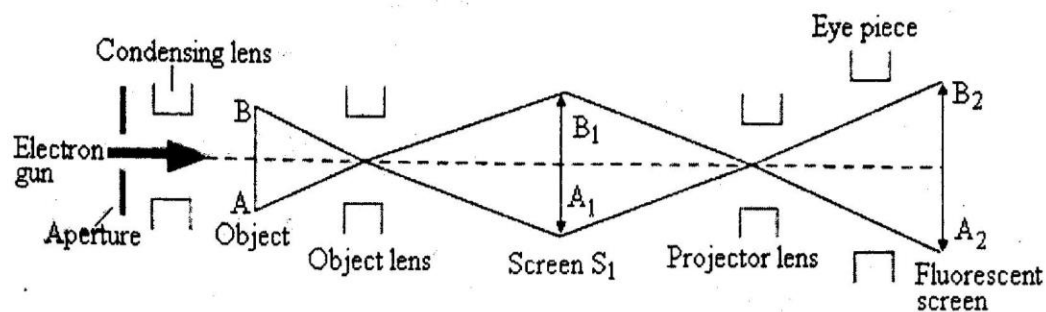 Eye piece
Condensing lens
B
B2
B1
Electron
gun
A
A1
A2
Aperture
Object
Object lens
Screen S1
Projector lens
Fluorescent
screen